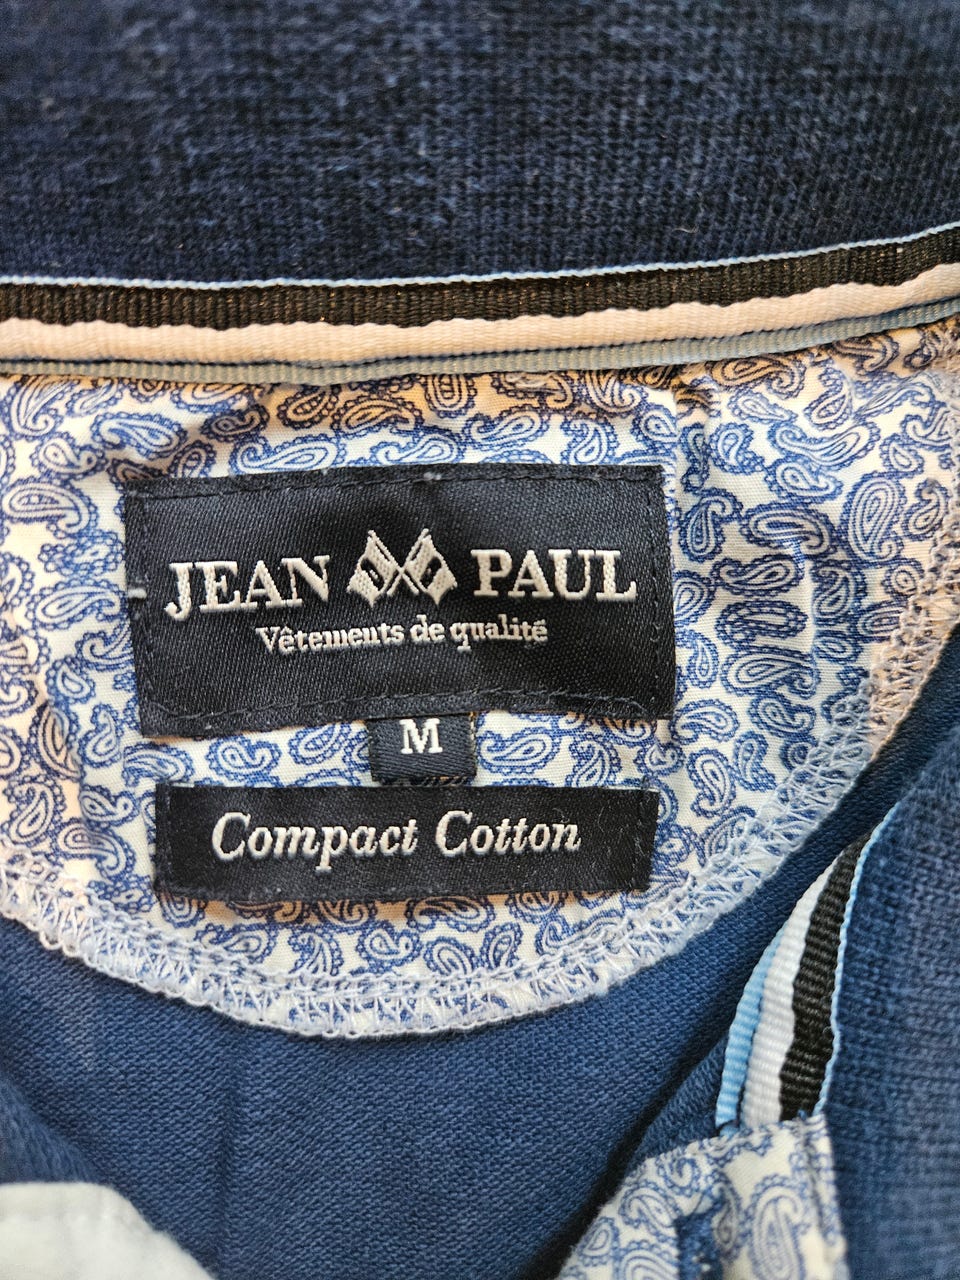 JEAN PAUL
Vêtements de qualité
M
Compact Cotton